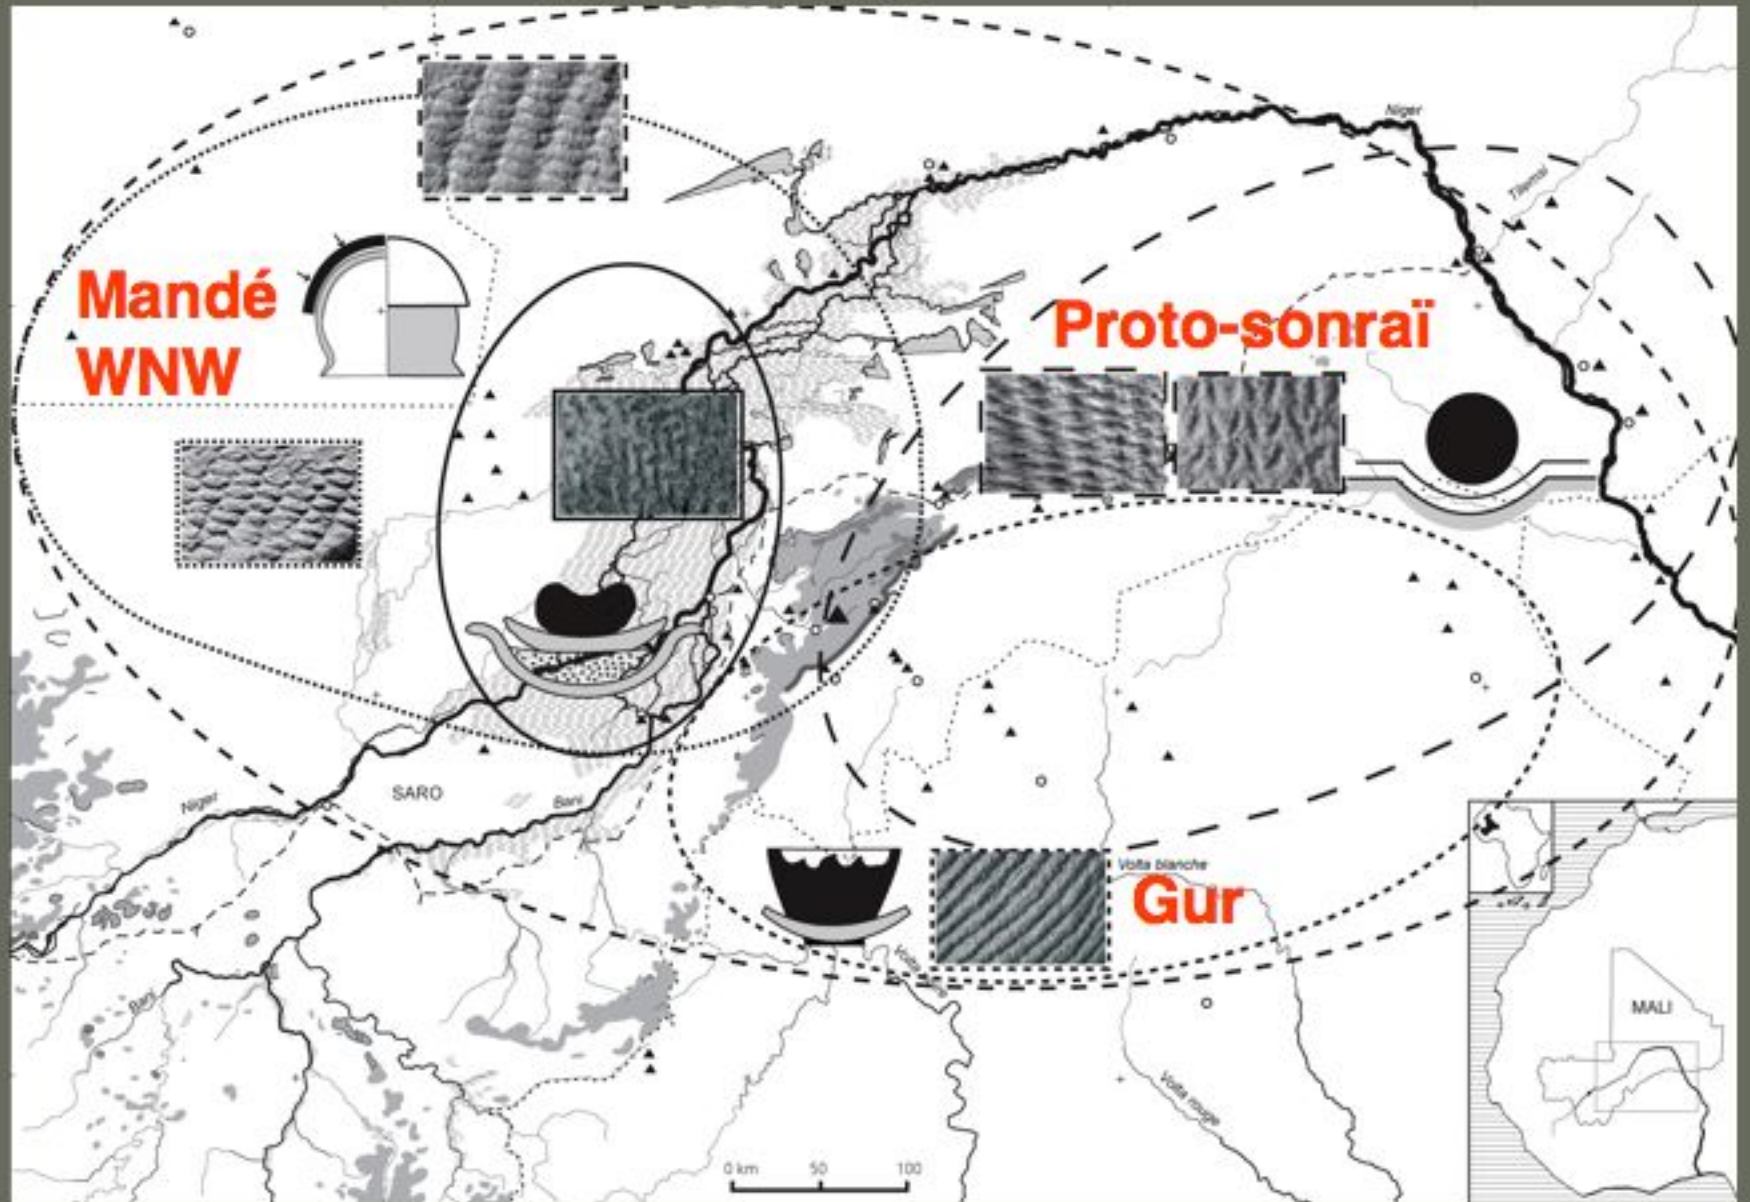 Niger
Tilemsi
Mandé
WNW
Proto-sonraï
SARO
Niger
Bani
Volta blanche
Gur
Bani
MALI
Volta rouge
0 km 50 100